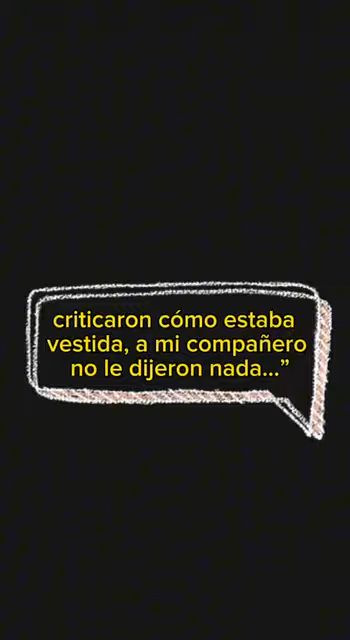 criticaron cómo estaba
vestida, a mi compañero
no le dijeron nada...”